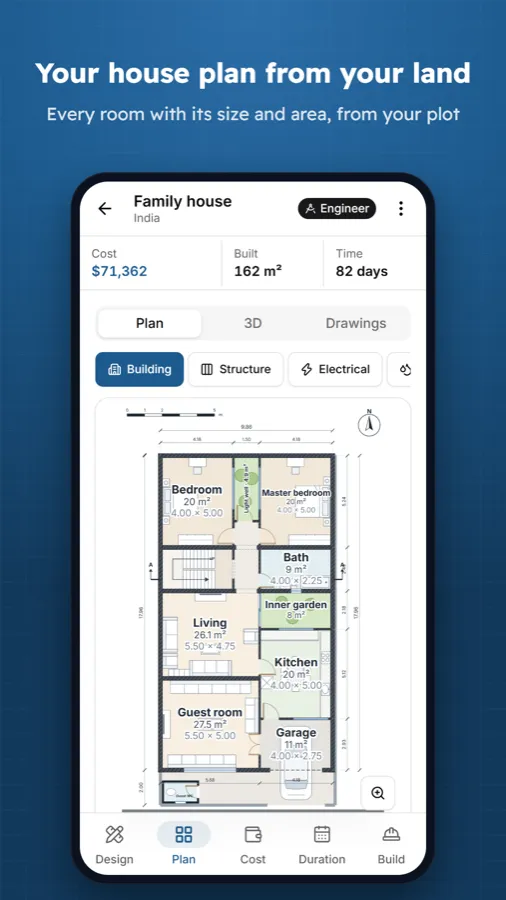 Your house plan from your land
Every room with its size and area, from your plot
Family house
India
Engineer
Cost
$71,362
Built
162 m²
Time
82 days
Plan
3D
Drawings
Building
Structure
Electrical
N
Bedroom
20 m²
4.00 × 5.00
Light well
Master bedroom
20 m²
4.00 × 5.00
Bath
9 m²
4.00 × 2.25
A
A
Inner garden
8 m²
Living
26.1 m²
5.50 × 4.75
Kitchen
20 m²
4.00 × 5.00
Guest room
27.5 m²
5.50 × 5.00
Garage
11 m²
4.00 × 2.75
Design
Plan
Cost
Duration
Build